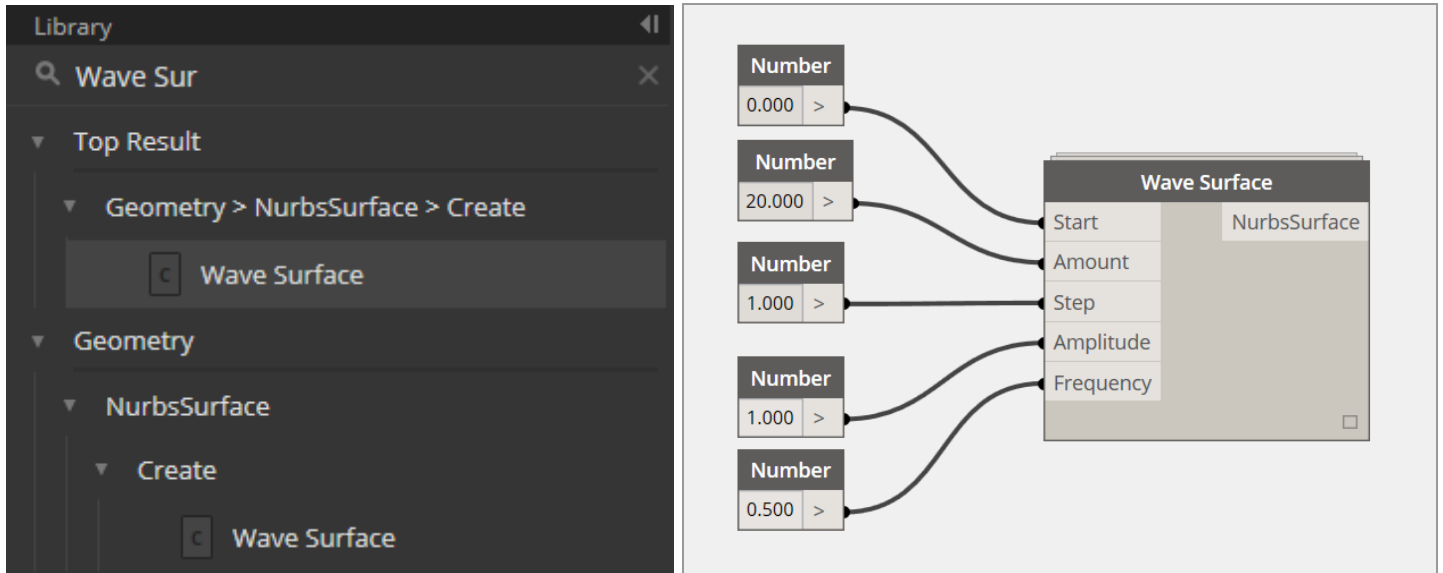 Library
Wave Sur
Top Result
Geometry > NurbsSurface > Create
C Wave Surface
Geometry
NurbsSurface
Create
C Wave Surface
Number
0.000 >
Number
20.000 >
Number
1.000 >
Number
1.000 >
Number
0.500 >
Wave Surface
Start NurbsSurface
Amount
Step
Amplitude
Frequency